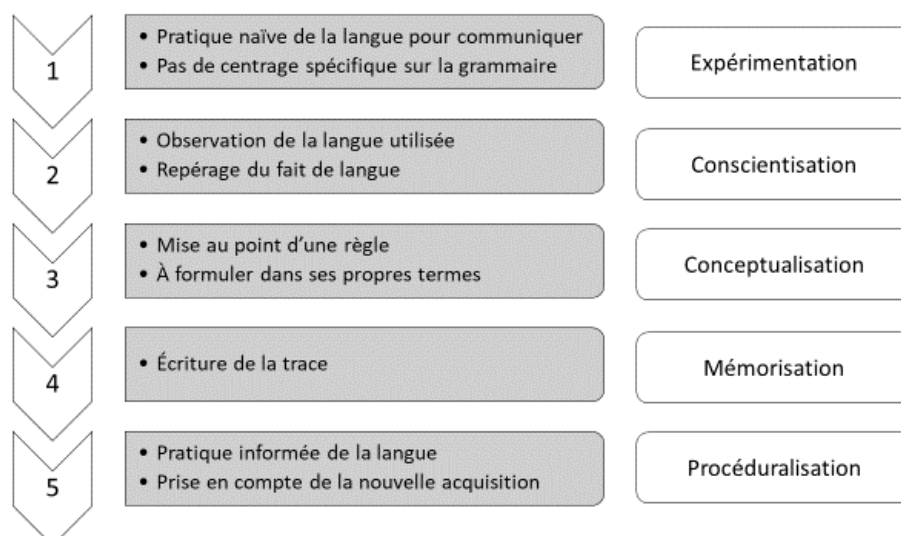 1
• Pratique naïve de la langue pour communiquer
• Pas de centrage spécifique sur la grammaire
Expérimentation
2
• Observation de la langue utilisée
• Repérage du fait de langue
Conscientisation
3
• Mise au point d’une règle
• À formuler dans ses propres termes
Conceptualisation
4
• Écriture de la trace
Mémorisation
5
• Pratique informée de la langue
• Prise en compte de la nouvelle acquisition
Procéduralisation